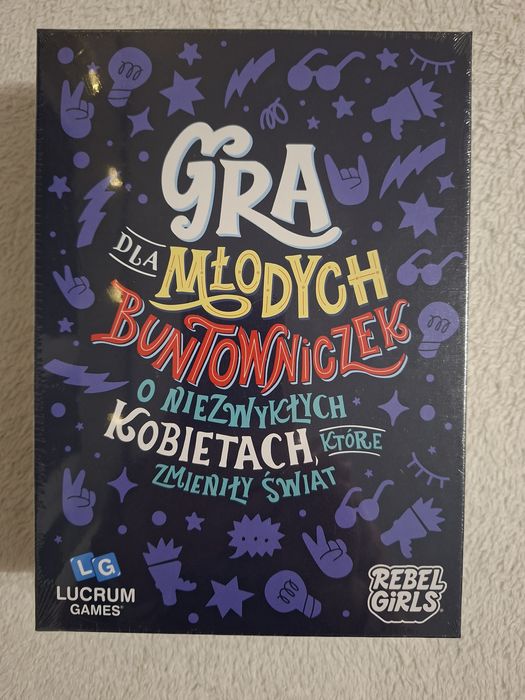 GRA
DLA MŁODYCH
BUNTOWNICZEK
O NIEZWYKŁYCH
KOBIETACH, KTÓRE
ZMIENIŁY ŚWIAT
LG
LUCRUM
GAMES®
REBEL
GIRLS